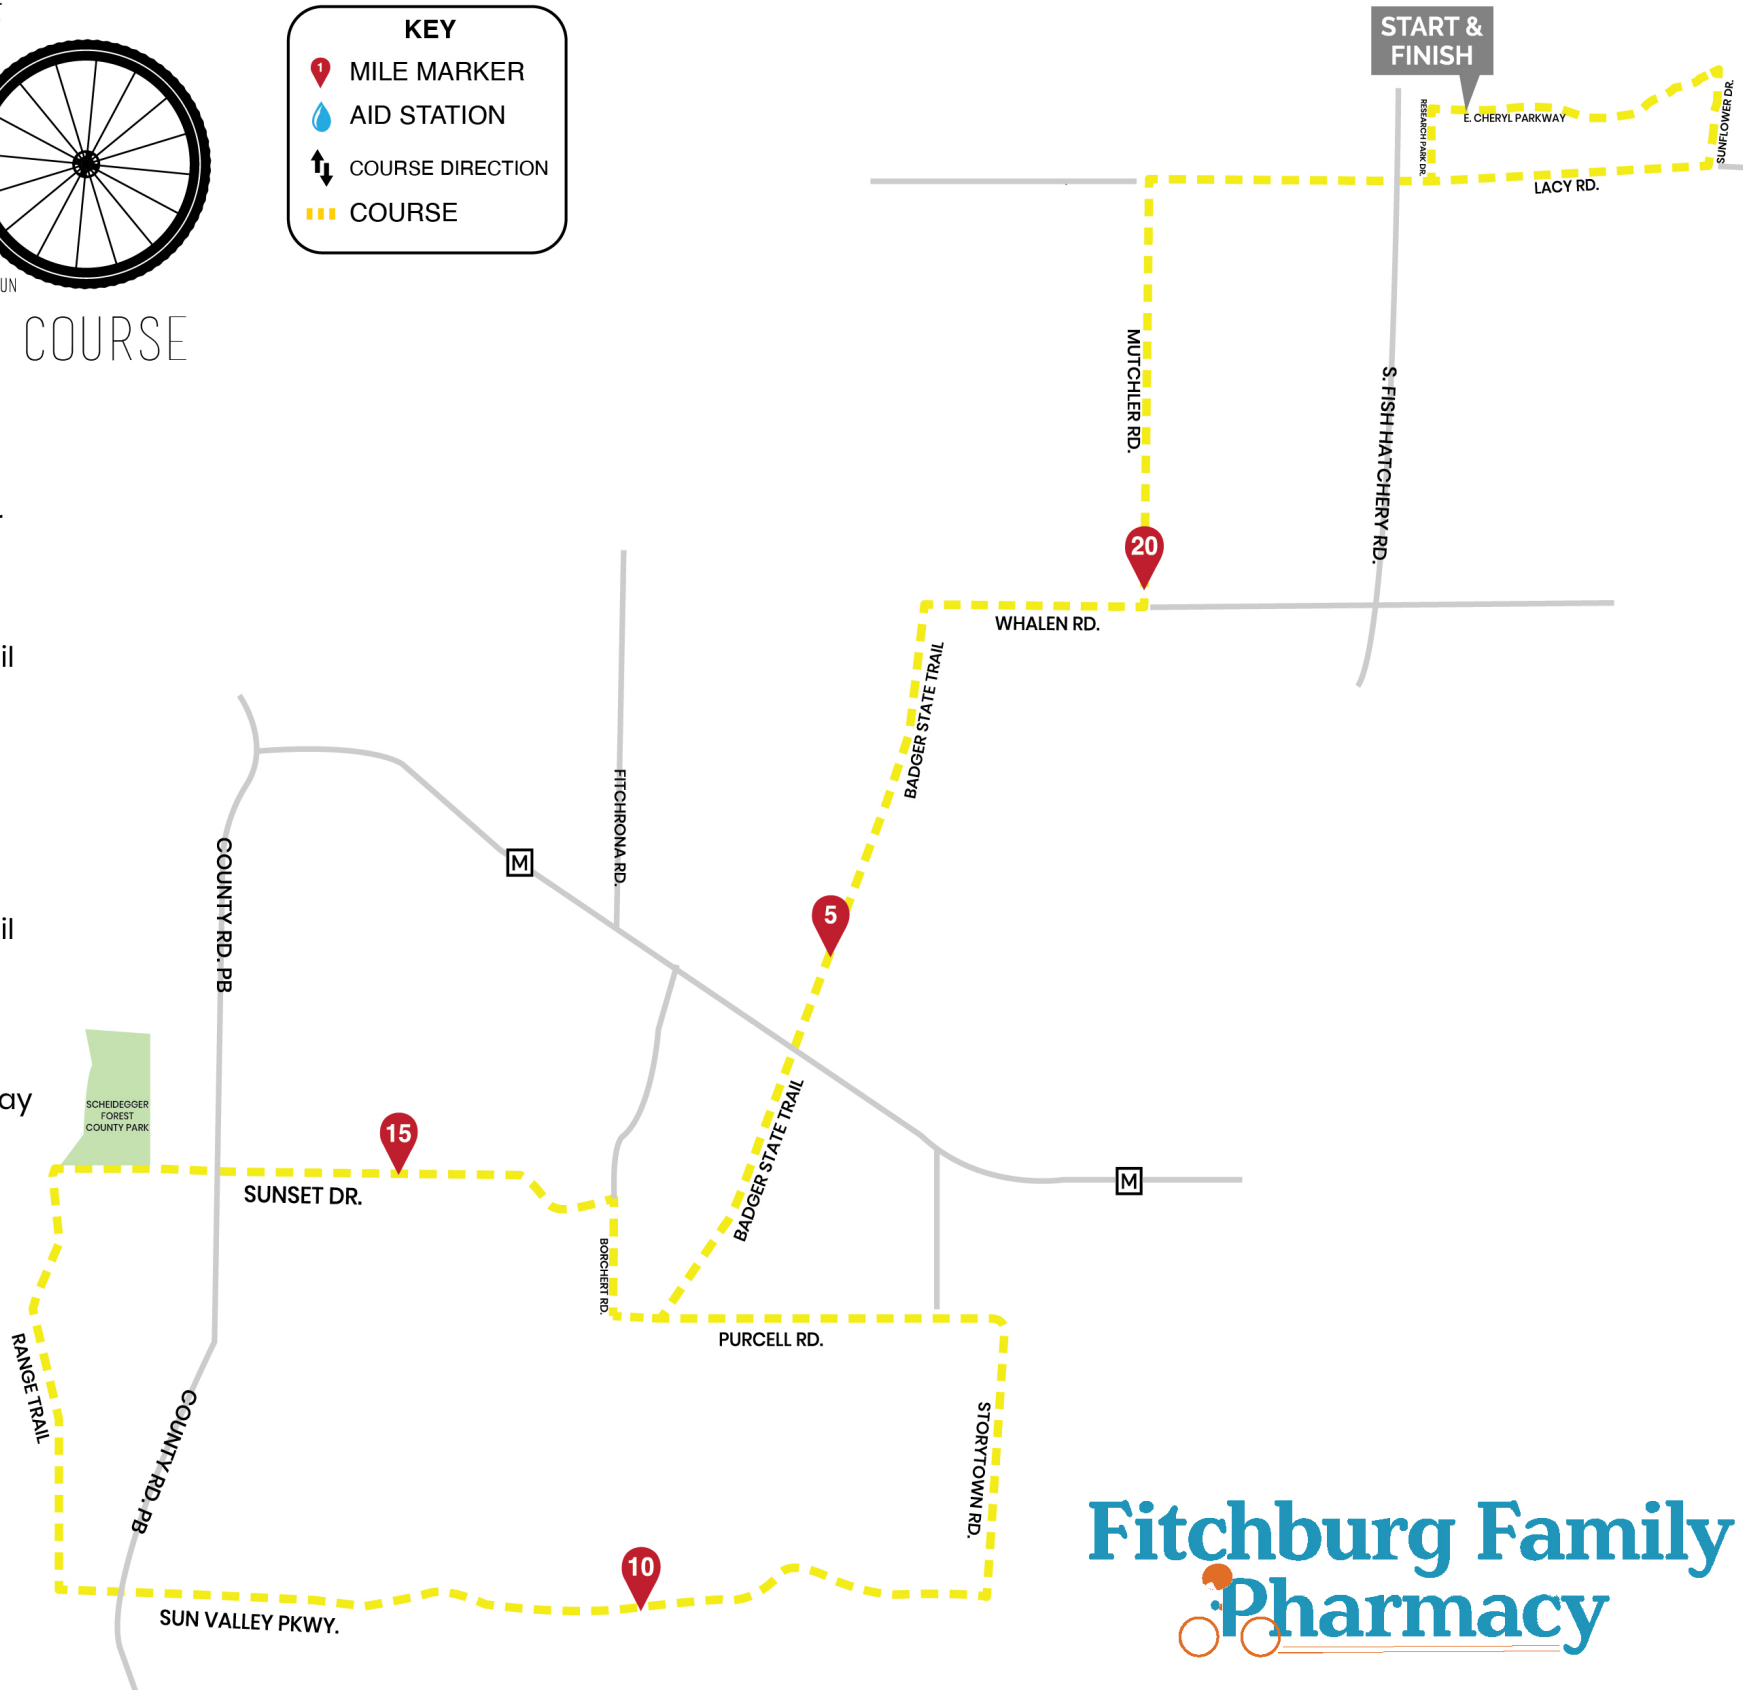 KEY
1
MILE MARKER
AID STATION
COURSE DIRECTION
COURSE
UN
COURSE
START &
FINISH
RESEARCH PARK DR.
E. CHERYL PARKWAY
SUNFLOWER DR.
LACY RD.
MUTCHLER RD.
S. FISH HATCHERY RD.
20
WHALEN RD.
il
BADGER STATE TRAIL
FITCHRONA RD.
M
COUNTY RD. PB
5
il
ay
SCHEIDEGGER
FOREST
COUNTY PARK
15
BADGER STATE TRAIL
M
SUNSET DR.
BORCHERT RD.
PURCELL RD.
RANGE TRAIL
COUNTY RD. PB
STORYTOWN RD.
10
SUN VALLEY PKWY.
Fitchburg Family
Pharmacy